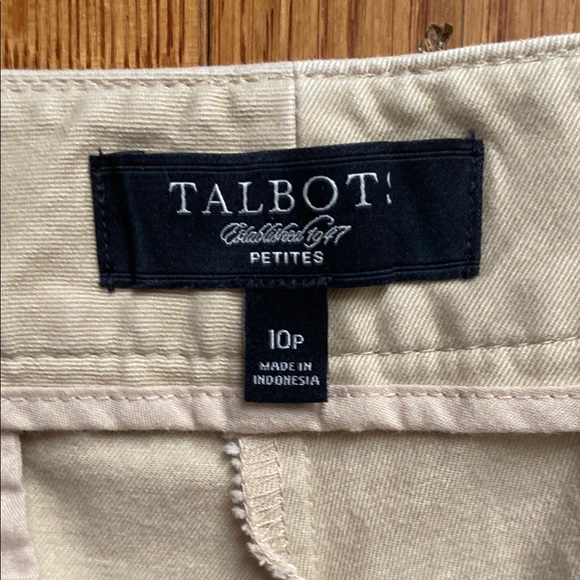 TALBOTS
Established 1947
PETITES
10P
MADE IN
INDONESIA